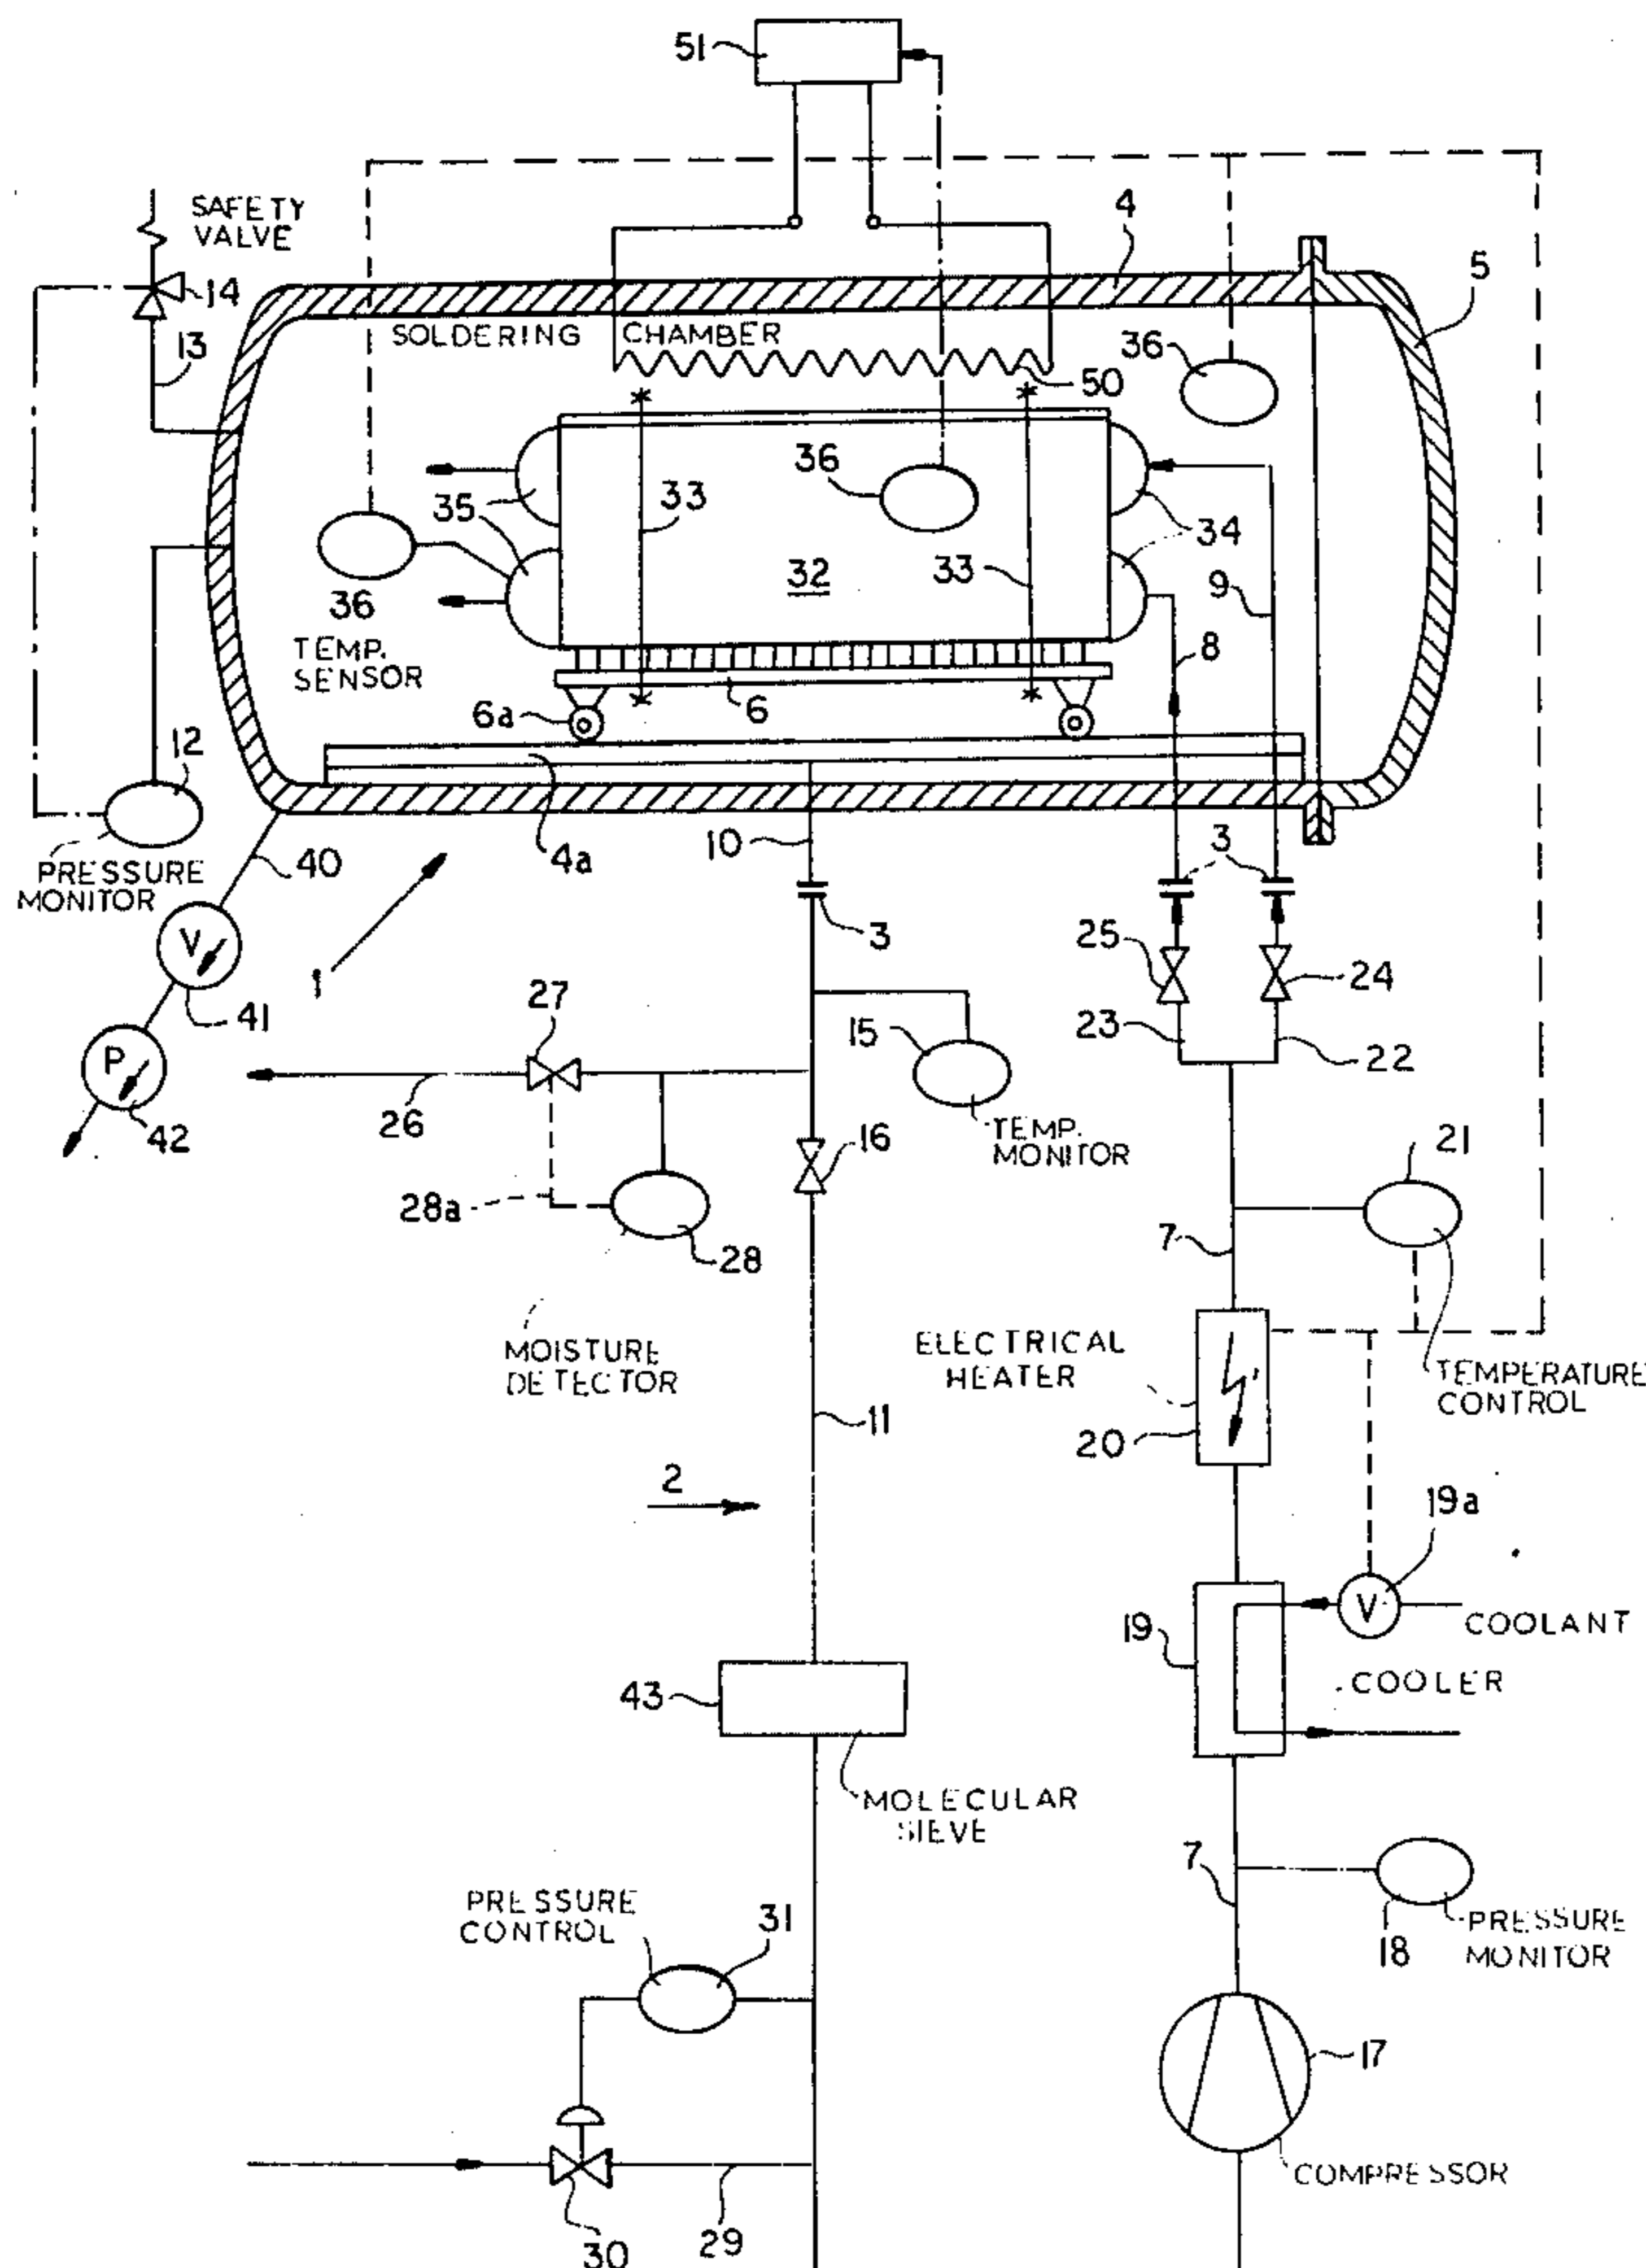 51
SAFETY
VALVE
14
13
4
5
SOLDERING CHAMBER
36
50
36
35
33
34
32
33
9
36
8
TEMP.
SENSOR
6a
6
12
PRESSURE
MONITOR
40
4a
10
3
3
V
41
1
25
24
27
15
23
22
P
42
26
16
TEMP.
MONITOR
21
28a
28
7
MOISTURE
DETECTOR
ELECTRICAL
HEATER
TEMPERATURE
CONTROL
11
20
2
19a
V
COOLANT
19
COOLER
43
MOLECULAR
SIEVE
7
PRESSURE
CONTROL
31
18
PRESSURE
MONITOR
17
COMPRESSOR
30
29